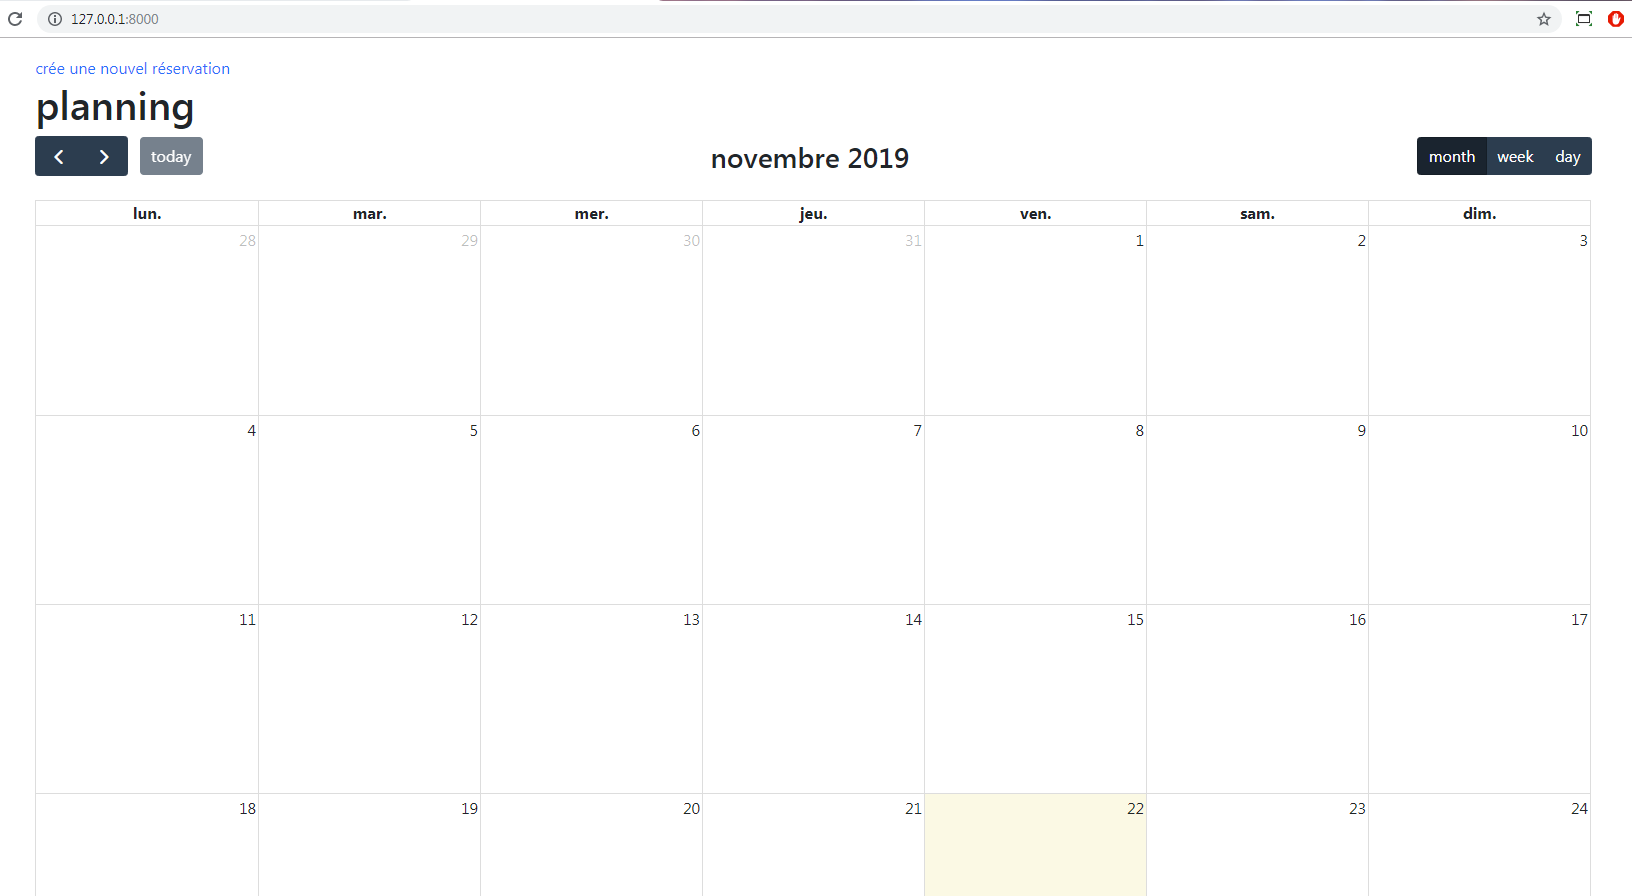 127.0.0.1:8000
crée une nouvel réservation
planning
today novembre 2019 month week day
lun. mar. mer. jeu. ven. sam. dim.
28 29 30 31 1 2 3
4 5 6 7 8 9 10
11 12 13 14 15 16 17
18 19 20 21 22 23 24